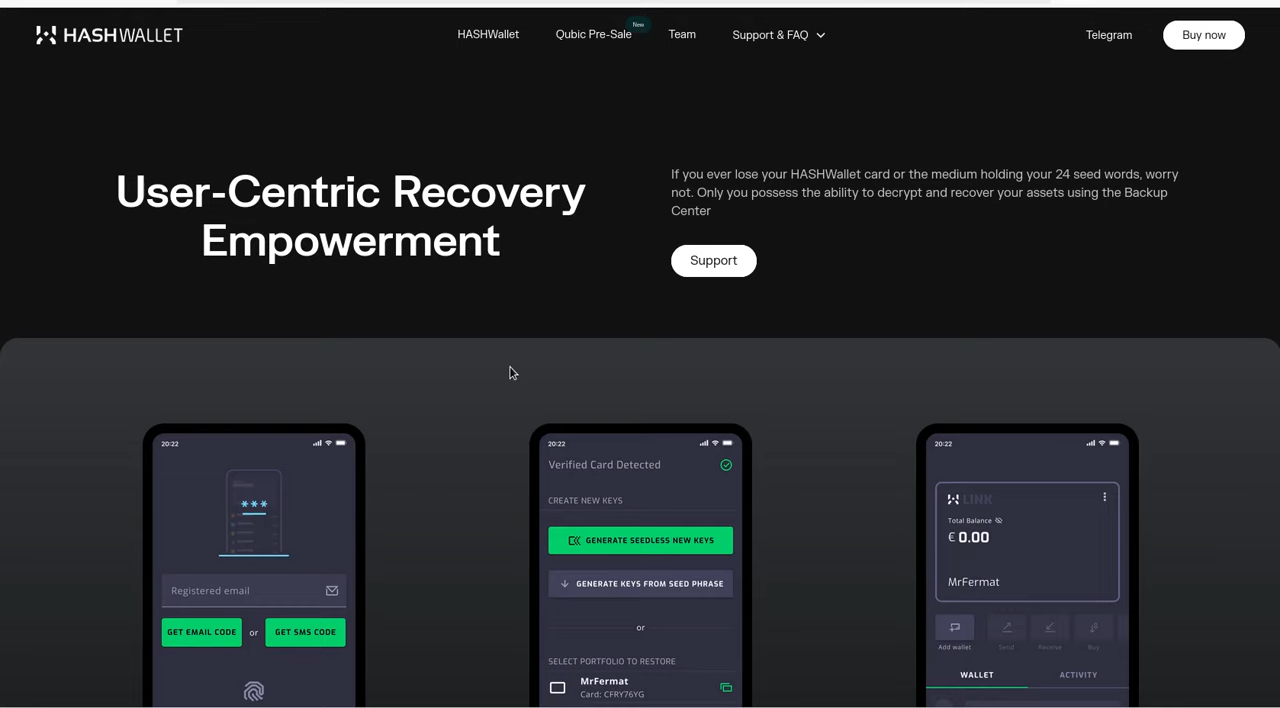 HASHWALLET
HASHWallet
Qubic Pre-Sale
New
Team
Support & FAQ
Telegram
Buy now
User-Centric Recovery
Empowerment
If you ever lose your HASHWallet card or the medium holding your 24 seed words, worry
not. Only you possess the ability to decrypt and recover your assets using the Backup
Center
Support
20:22
***
Registered email
GET EMAIL CODE or GET SMS CODE
20:22
Verified Card Detected
CREATE NEW KEYS
GENERATE SEEDLESS NEW KEYS
GENERATE KEYS FROM SEED PHRASE
or
SELECT PORTFOLIO TO RESTORE
MrFermat
Card: CFRY76YG
20:22
LINK
Total Balance
€ 0.00
MrFermat
Add wallet Send Receive Buy
WALLET ACTIVITY